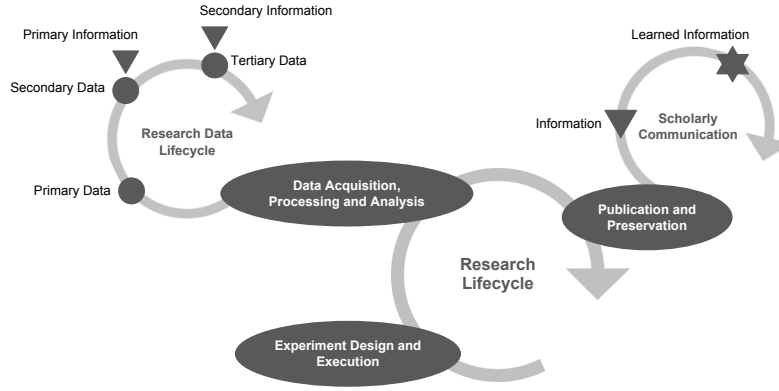 Secondary Information
Primary Information
Tertiary Data
Secondary Data
Research Data
Lifecycle
Primary Data
Data Acquisition,
Processing and Analysis
Learned Information
Information
Scholarly
Communication
Publication and
Preservation
Research
Lifecycle
Experiment Design and
Execution